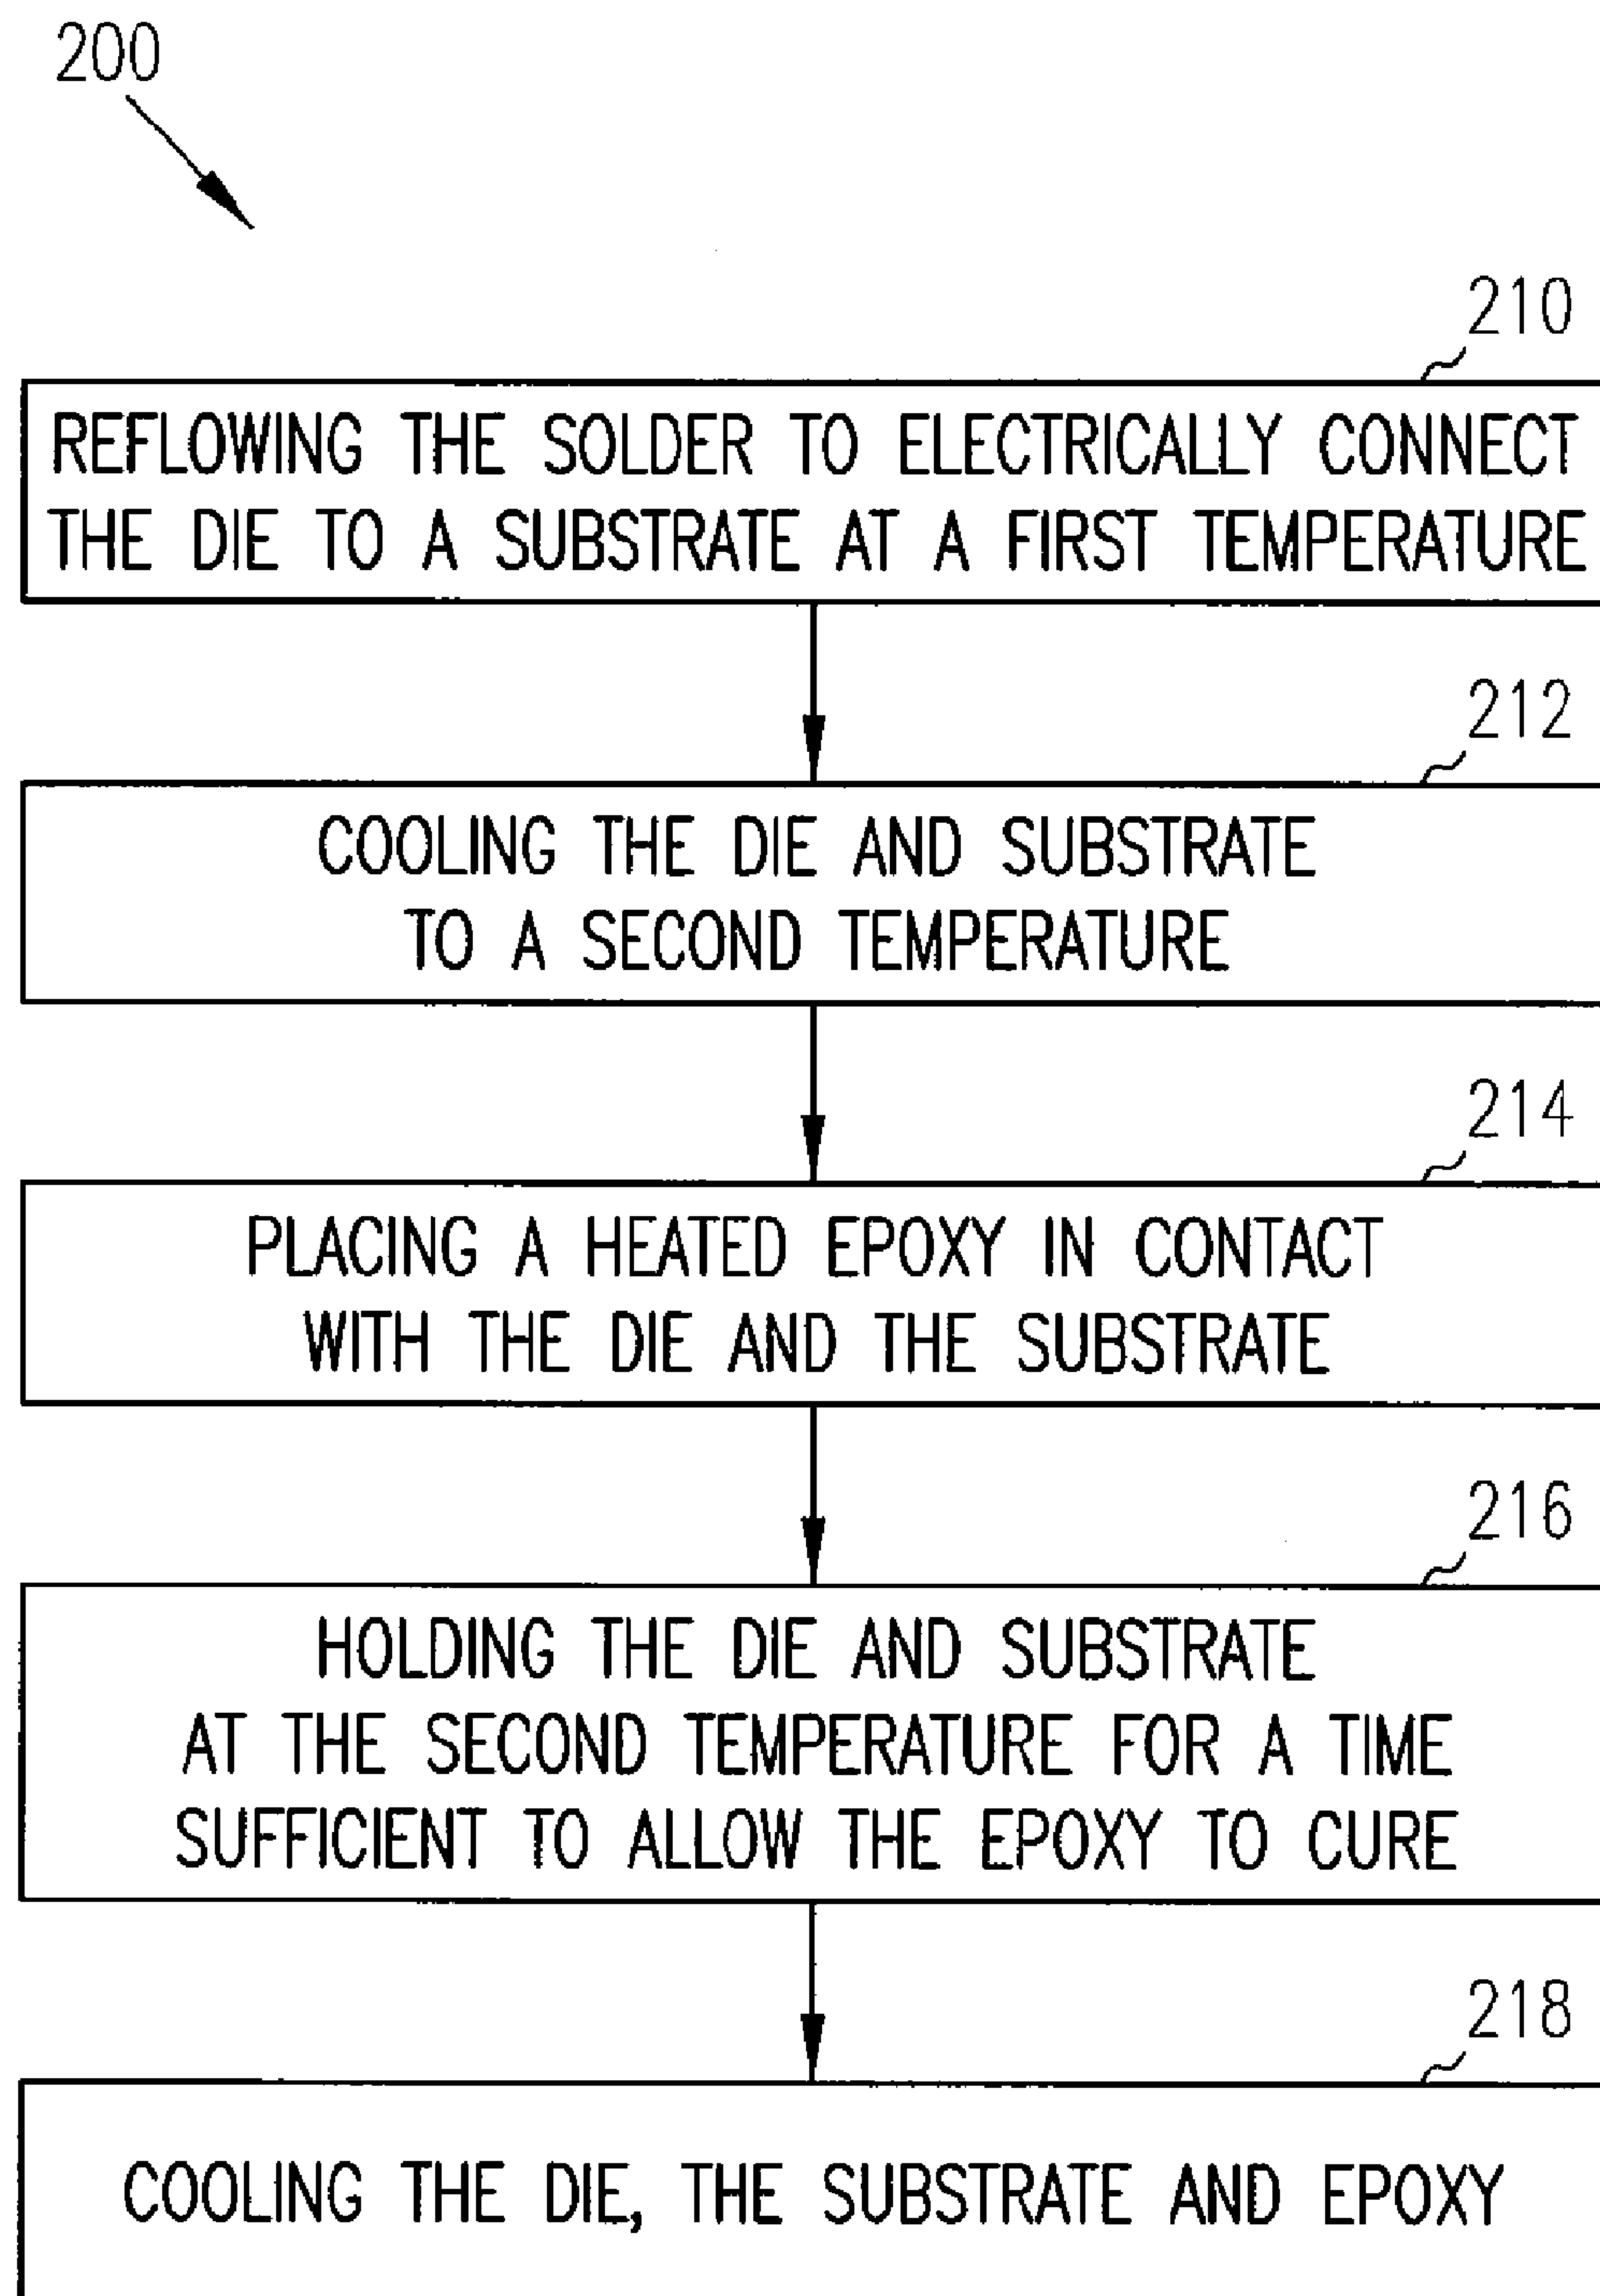 200
210
REFLOWING THE SOLDER TO ELECTRICALLY CONNECT
THE DIE TO A SUBSTRATE AT A FIRST TEMPERATURE
212
COOLING THE DIE AND SUBSTRATE
TO A SECOND TEMPERATURE
214
PLACING A HEATED EPOXY IN CONTACT
WITH THE DIE AND THE SUBSTRATE
216
HOLDING THE DIE AND SUBSTRATE
AT THE SECOND TEMPERATURE FOR A TIME
SUFFICIENT TO ALLOW THE EPOXY TO CURE
218
COOLING THE DIE, THE SUBSTRATE AND EPOXY